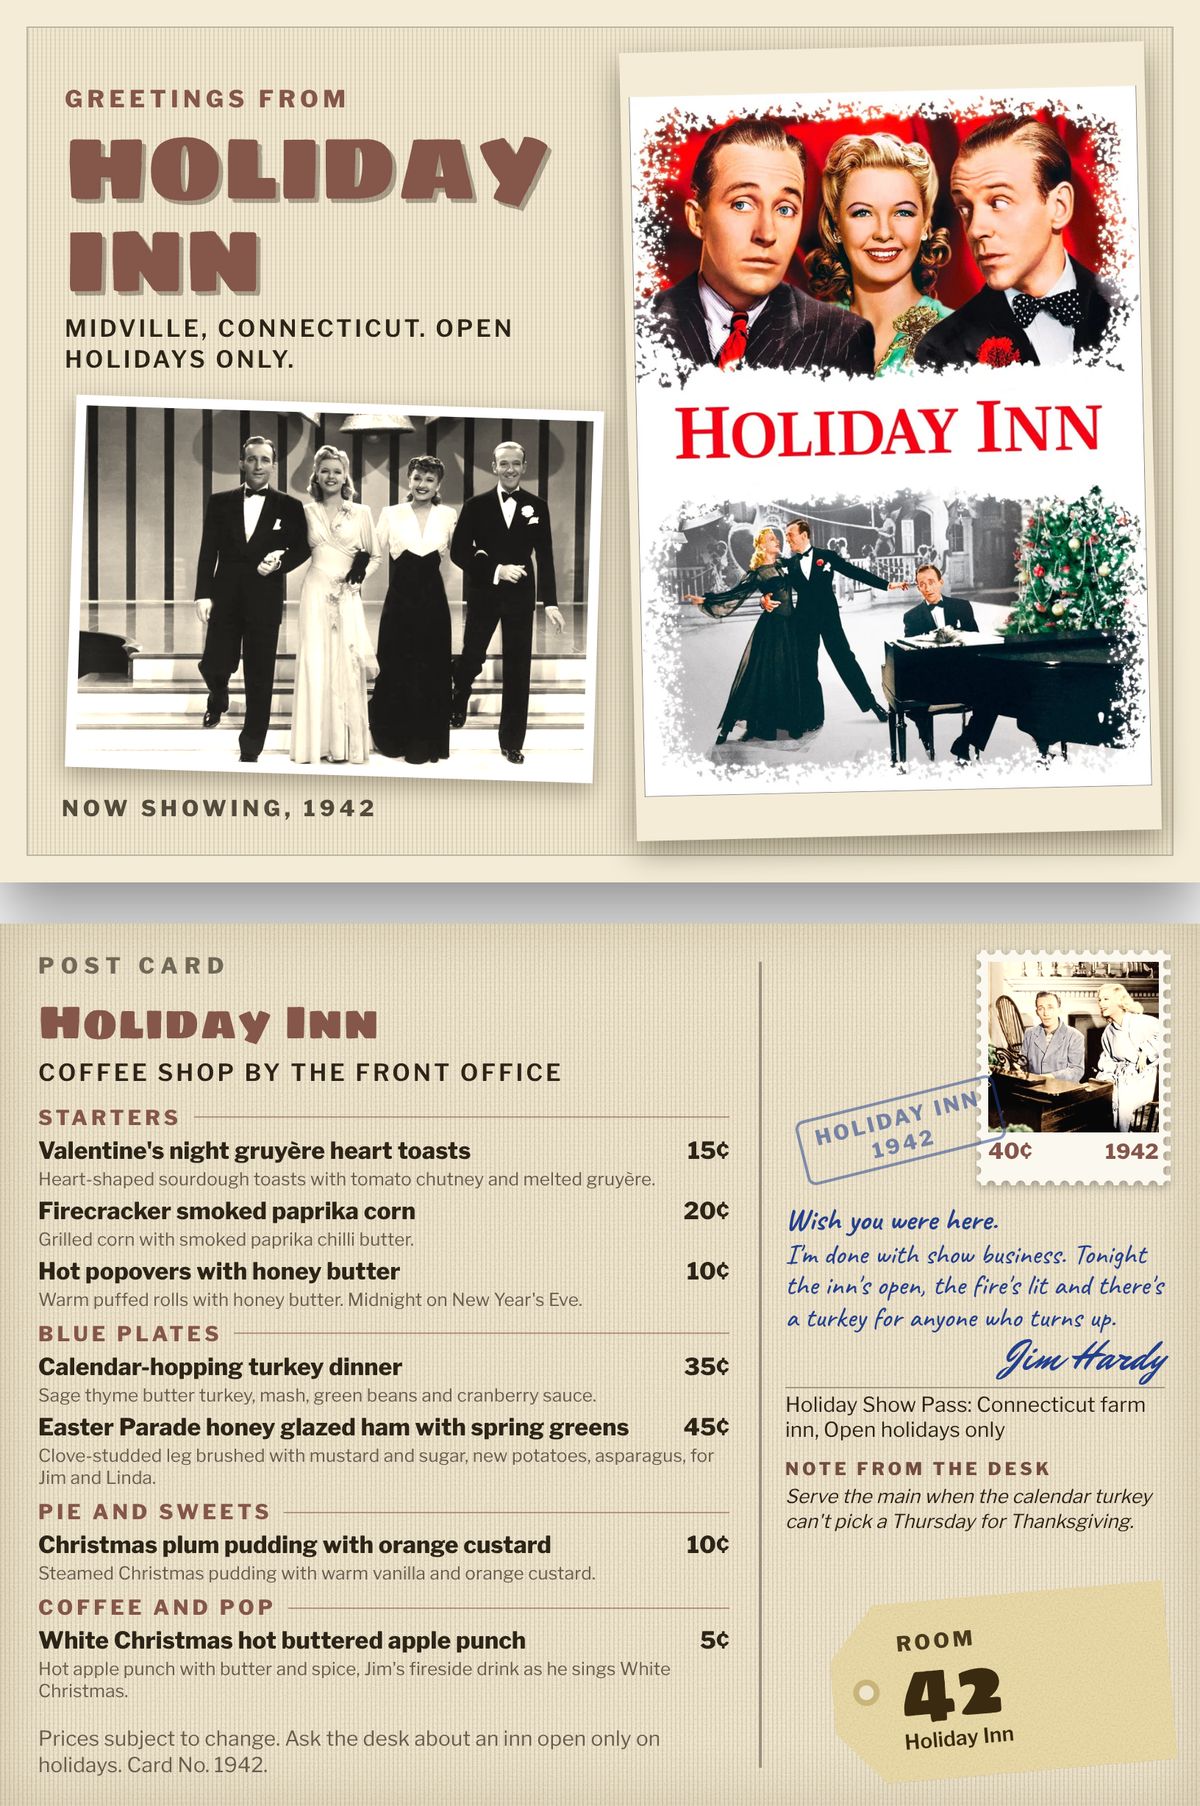 GREETINGS FROM
HOLIDAY
INN
MIDVILLE, CONNECTICUT. OPEN
HOLIDAYS ONLY.
NOW SHOWING, 1942
HOLIDAY INN
POST CARD
HOLIDAY INN
COFFEE SHOP BY THE FRONT OFFICE
STARTERS
Valentine's night gruyère heart toasts 15¢
Heart-shaped sourdough toasts with tomato chutney and melted gruyère.
Firecracker smoked paprika corn 20¢
Grilled corn with smoked paprika chilli butter.
Hot popovers with honey butter 10¢
Warm puffed rolls with honey butter. Midnight on New Year's Eve.
BLUE PLATES
Calendar-hopping turkey dinner 35¢
Sage thyme butter turkey, mash, green beans and cranberry sauce.
Easter Parade honey glazed ham with spring greens 45¢
Clove-studded leg brushed with mustard and sugar, new potatoes, asparagus, for
Jim and Linda.
PIE AND SWEETS
Christmas plum pudding with orange custard 10¢
Steamed Christmas pudding with warm vanilla and orange custard.
COFFEE AND POP
White Christmas hot buttered apple punch 5¢
Hot apple punch with butter and spice, Jim's fireside drink as he sings White
Christmas.
Prices subject to change. Ask the desk about an inn open only on
holidays. Card No. 1942.
HOLIDAY INN
1942
40¢ 1942
Wish you were here.
I'm done with show business. Tonight
the inn's open, the fire's lit and there's
a turkey for anyone who turns up.
Jim Hardy
Holiday Show Pass: Connecticut farm
inn, Open holidays only
NOTE FROM THE DESK
Serve the main when the calendar turkey
can't pick a Thursday for Thanksgiving.
ROOM
42
Holiday Inn